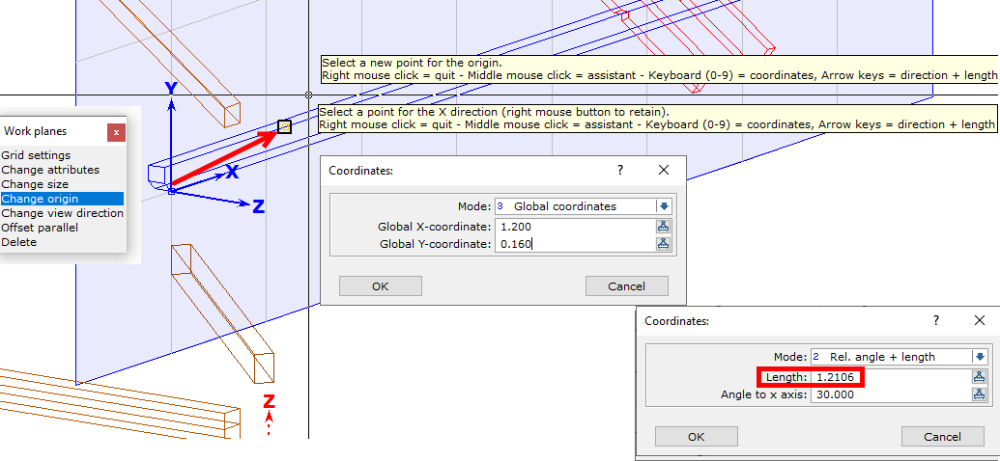 Select a new point for the origin.
Right mouse click = quit - Middle mouse click = assistant - Keyboard (0-9) = coordinates, Arrow keys = direction + length
Y
Select a point for the X direction (right mouse button to retain).
Right mouse click = quit - Middle mouse click = assistant - Keyboard (0-9) = coordinates, Arrow keys = direction + length
Work planes
x
Grid settings
Change attributes
Change size
Change origin
Change view direction
Offset parallel
Delete
X
Z
Coordinates:
?
Mode: 3 Global coordinates
Global X-coordinate: 1.200
Global Y-coordinate: 0.160
OK
Cancel
Coordinates:
?
Mode: 2 Rel. angle + length
Length: 1.2106
Angle to x axis: 30.000
OK
Cancel
Z